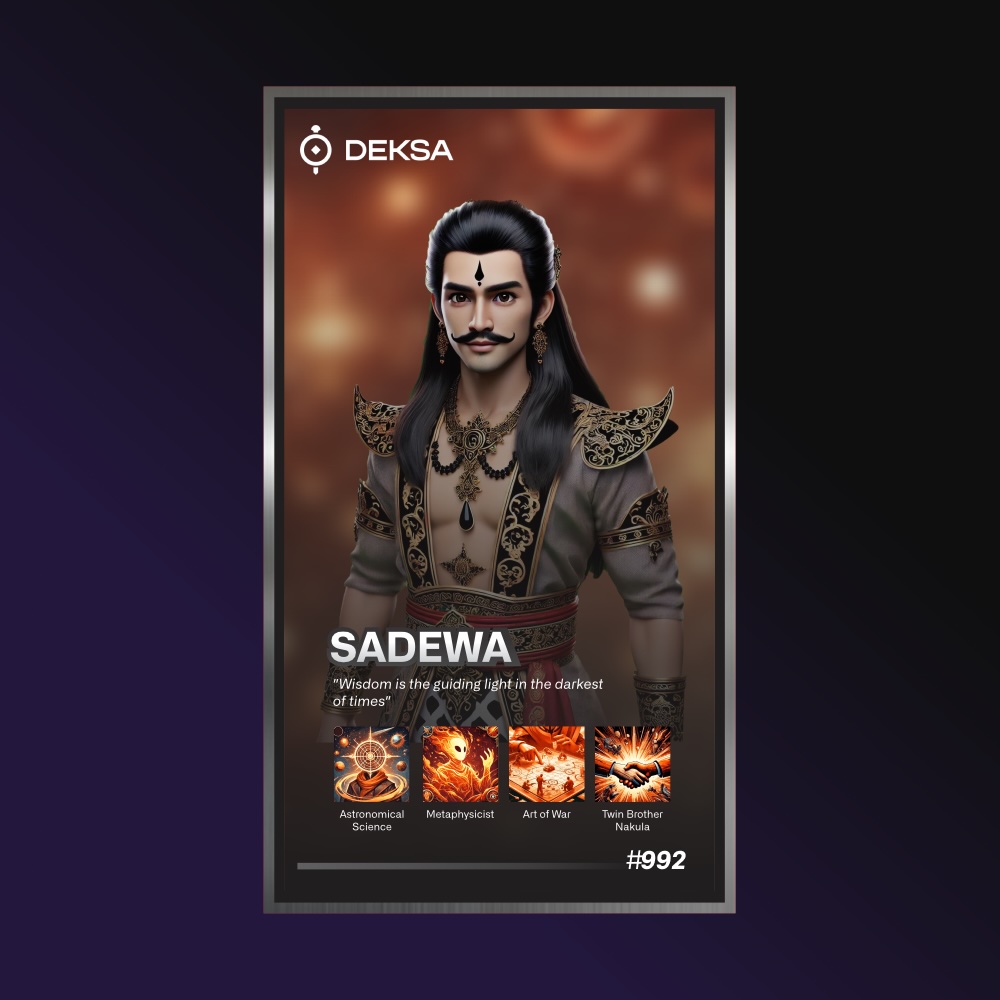 DEKSA
SADEWA
"Wisdom is the guiding light in the darkest
of times"
Astronomical
Science
Metaphysicist
Art of War
Twin Brother
Nakula
#992